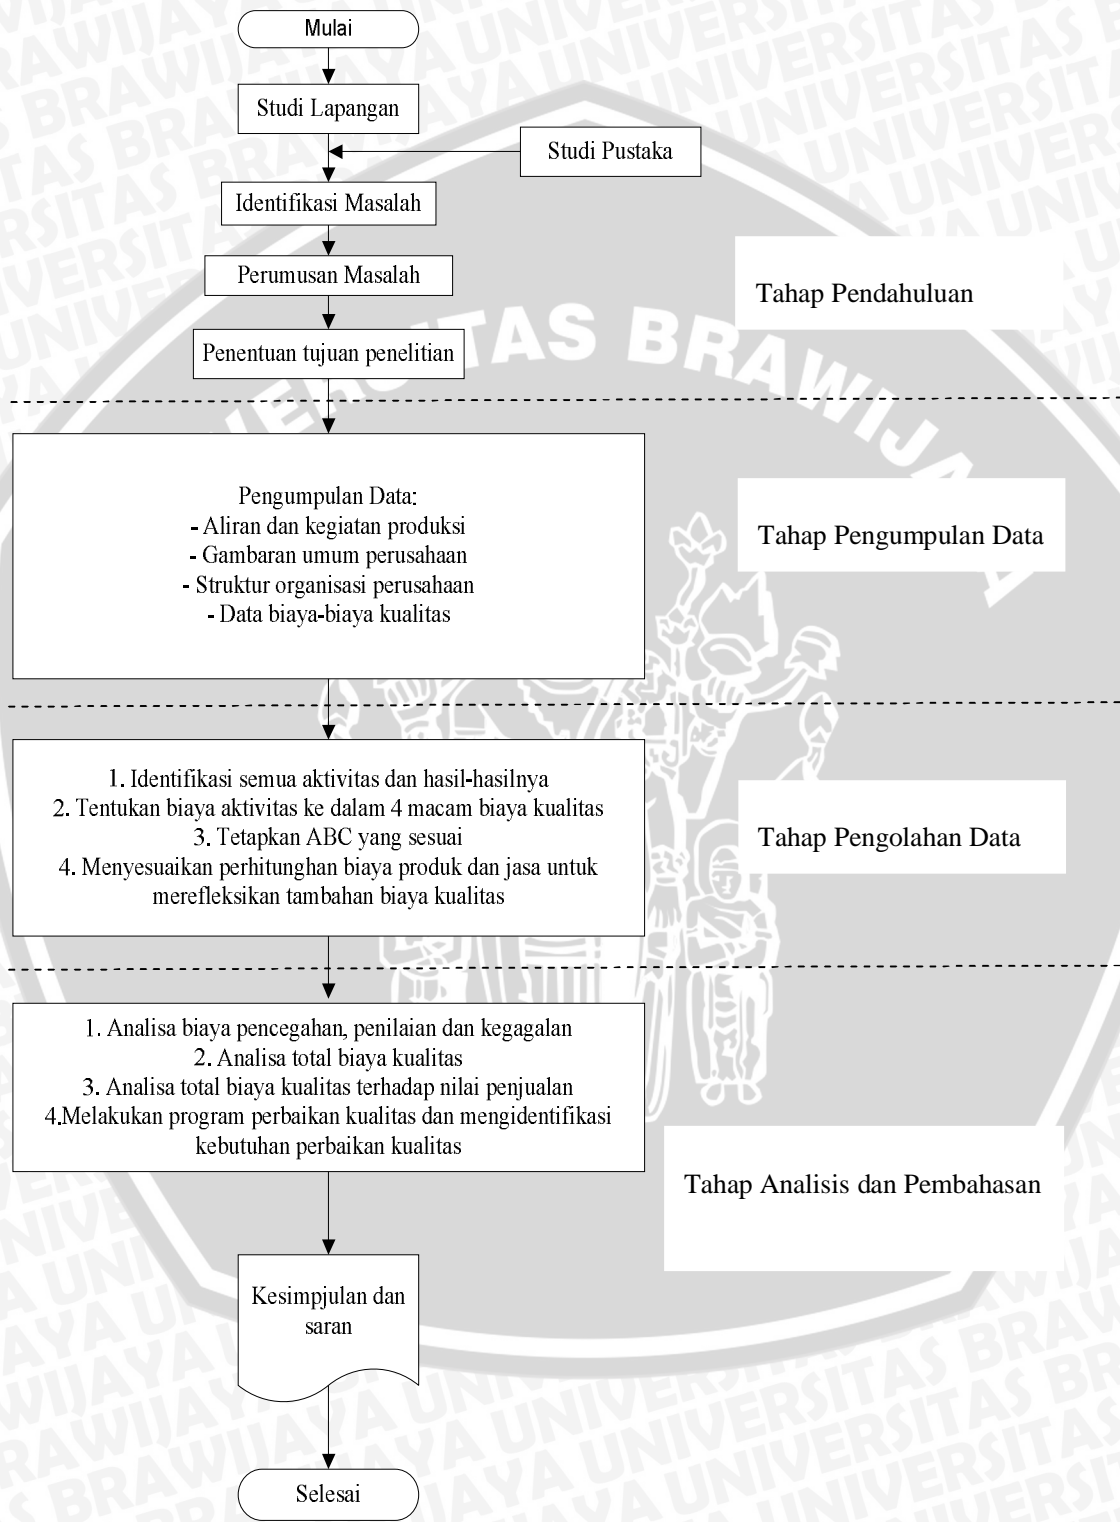 Mulai
Studi Lapangan
Studi Pustaka
Identifikasi Masalah
Perumusan Masalah
Tahap Pendahuluan
Penentuan tujuan penelitian
UNIVERSITAS BRAWIJAYA
Pengumpulan Data:
- Aliran dan kegiatan produksi
- Gambaran umum perusahaan
- Struktur organisasi perusahaan
- Data biaya-biaya kualitas
Tahap Pengumpulan Data
1. Identifikasi semua aktivitas dan hasil-hasilnya
2. Tentukan biaya aktivitas ke dalam 4 macam biaya kualitas
3. Tetapkan ABC yang sesuai
4. Menyesuaikan perhitunghan biaya produk dan jasa untuk
merefleksikan tambahan biaya kualitas
Tahap Pengolahan Data
1. Analisa biaya pencegahan, penilaian dan kegagalan
2. Analisa total biaya kualitas
3. Analisa total biaya kualitas terhadap nilai penjualan
4.Melakukan program perbaikan kualitas dan mengidentifikasi
kebutuhan perbaikan kualitas
Tahap Analisis dan Pembahasan
Kesimpjulan dan
saran
Selesai